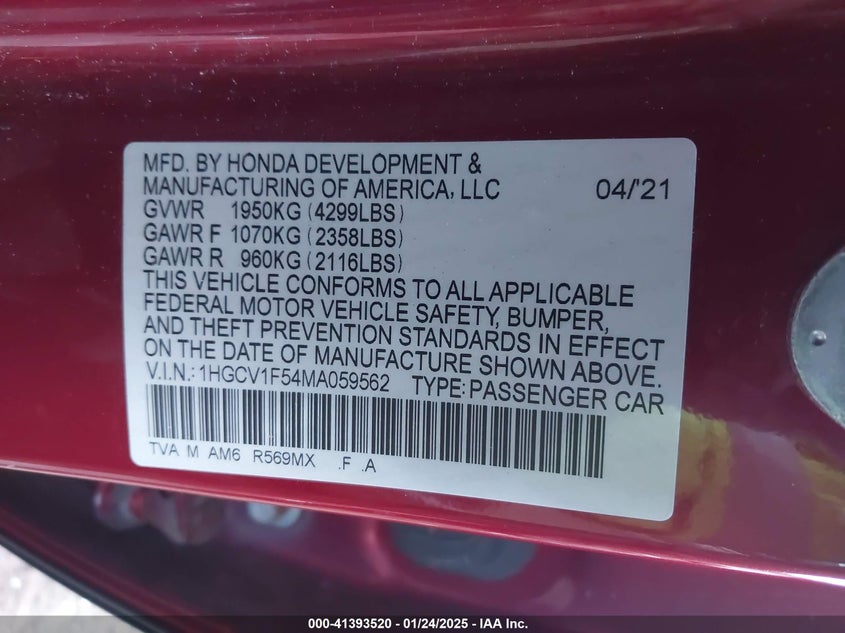 MFD. BY HONDA DEVELOPMENT &
MANUFACTURING OF AMERICA, LLC 04/'21
GVWR 1950KG (4299LBS)
GAWR F 1070KG (2358LBS)
GAWR R 960KG (2116LBS)
THIS VEHICLE CONFORMS TO ALL APPLICABLE
FEDERAL MOTOR VEHICLE SAFETY, BUMPER,
AND THEFT PREVENTION STANDARDS IN EFFECT
ON THE DATE OF MANUFACTURE SHOWN ABOVE.
V.I.N.: 1HGCV1F54MA059562 TYPE: PASSENGER CAR
TVA M AM6 R569MX .F .A
000-41393520 - 01/24/2025 - IAA Inc.